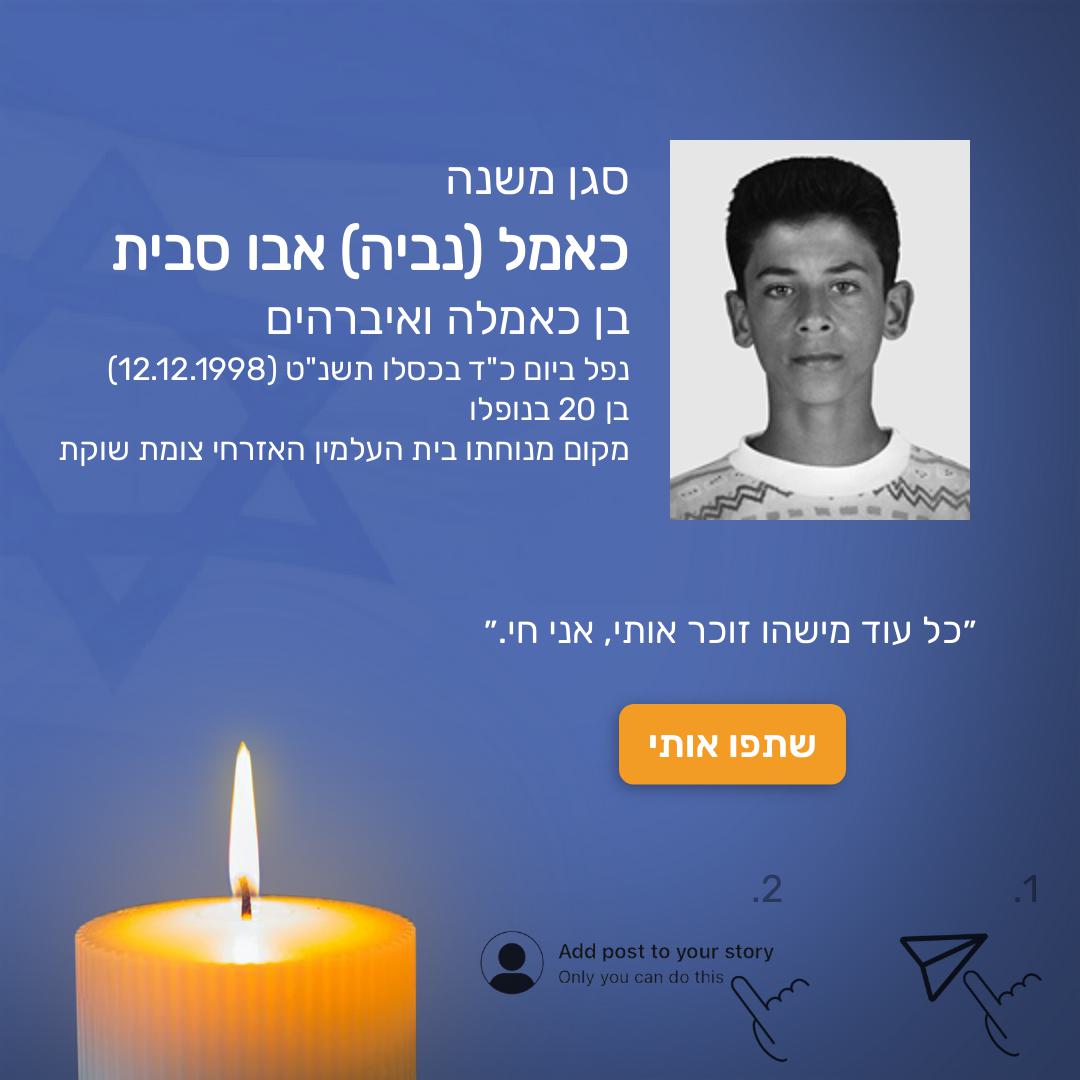 סגן משנה
כאמל (נביה) אבו סבית
בן כאמלה ואיברהים
נפל ביום כ"ד בכסלו תשנ"ט (12.12.1998)
בן 20 בנופלו
מקום מנוחתו בית העלמין האזרחי צומת שוקת
״כל עוד מישהו זוכר אותי, אני חי.״
שתפו אותי
.1
.2
Add post to your story
Only you can do this